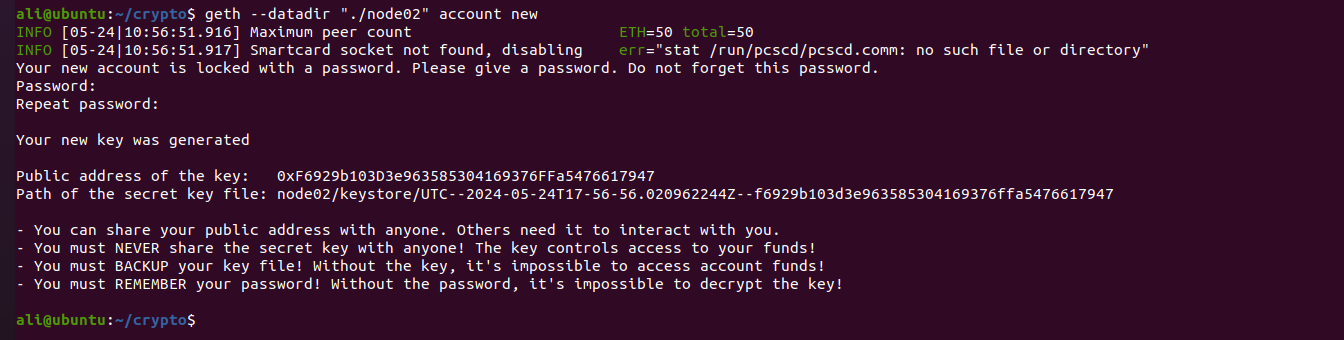 ali@ubuntu:~/crypto$ geth --datadir "./node02" account new
INFO [05-24|10:56:51.916] Maximum peer count                       ETH=50 total=50
INFO [05-24|10:56:51.917] Smartcard socket not found, disabling    err="stat /run/pcscd/pcscd.comm: no such file or directory"
Your new account is locked with a password. Please give a password. Do not forget this password.
Password:
Repeat password:
Your new key was generated
Public address of the key:   0xF6929b103D3e963585304169376FFa5476617947
Path of the secret key file: node02/keystore/UTC--2024-05-24T17-56-56.020962244Z--f6929b103d3e963585304169376ffa5476617947
- You can share your public address with anyone. Others need it to interact with you.
- You must NEVER share the secret key with anyone! The key controls access to your funds!
- You must BACKUP your key file! Without the key, it's impossible to access account funds!
- You must REMEMBER your password! Without the password, it's impossible to decrypt the key!
ali@ubuntu:~/crypto$